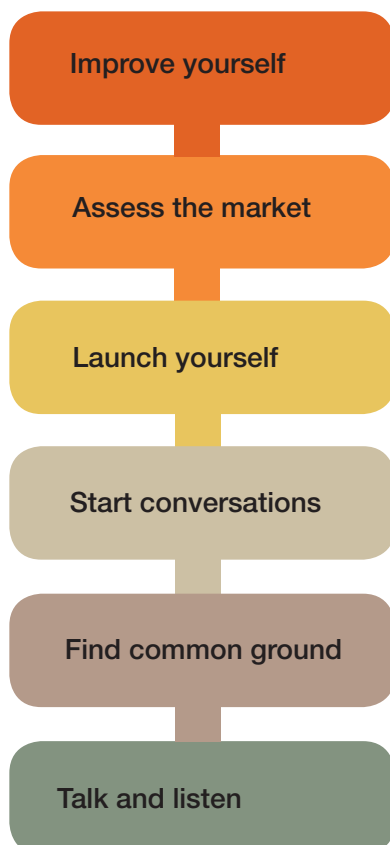 Improve yourself
Assess the market
Launch yourself
Start conversations
Find common ground
Talk and listen